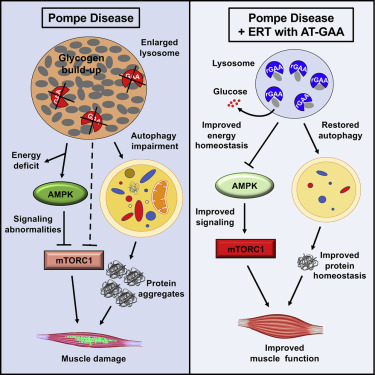 Pompe Disease
Enlarged
lysosome
Glycogen
build-up
GAA
GAA
GAA
Energy
deficit
Autophagy
impairment
AMPK
Signaling
abnormalities
mTORC1
Protein
aggregates
Muscle damage
Pompe Disease
+ ERT with AT-GAA
Lysosome
rGAA
rGAA
rGAA
rGAA
rGAA
Glucose
Improved
energy
homeostasis
Restored
autophagy
AMPK
Improved
signaling
mTORC1
Improved
protein
homeostasis
Improved
muscle function